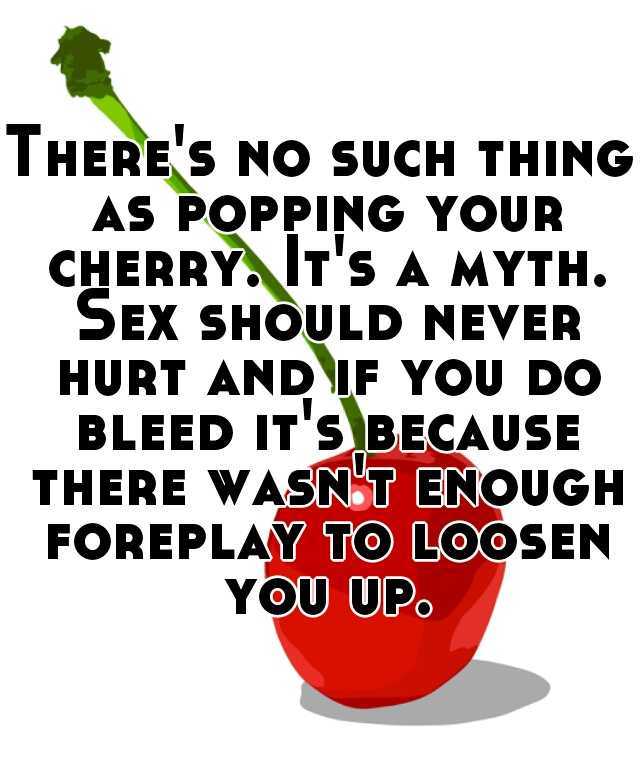 There's no such thing
as popping your
cherry. It's a myth.
Sex should never
hurt and if you do
bleed it's because
there wasn't enough
foreplay to loosen
you up.